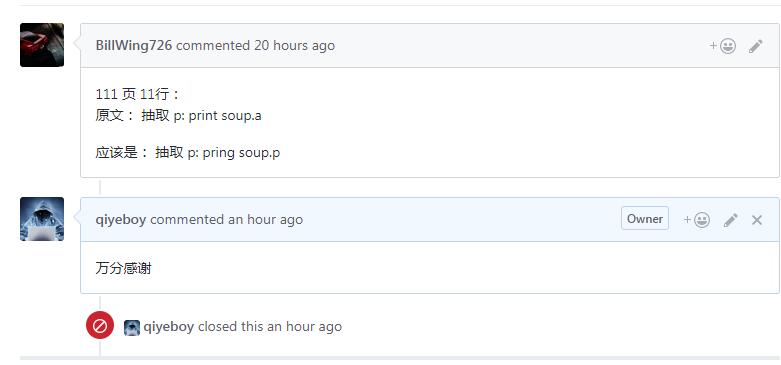 BillWing726 commented 20 hours ago
111 页 11行：
原文： 抽取 p: print soup.a
应该是： 抽取 p: pring soup.p
qiyeboy commented an hour ago Owner
万分感谢
qiyeboy closed this an hour ago